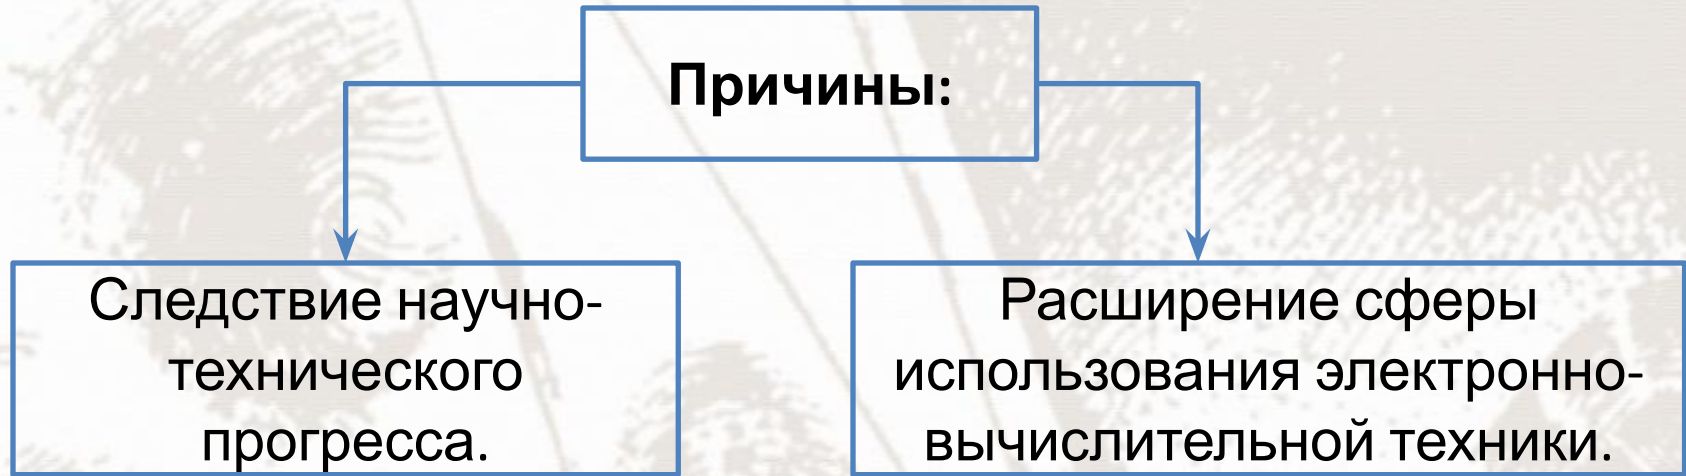 Причины:
Следствие научно-
технического
прогресса.
Расширение сферы
использования электронно-
вычислительной техники.